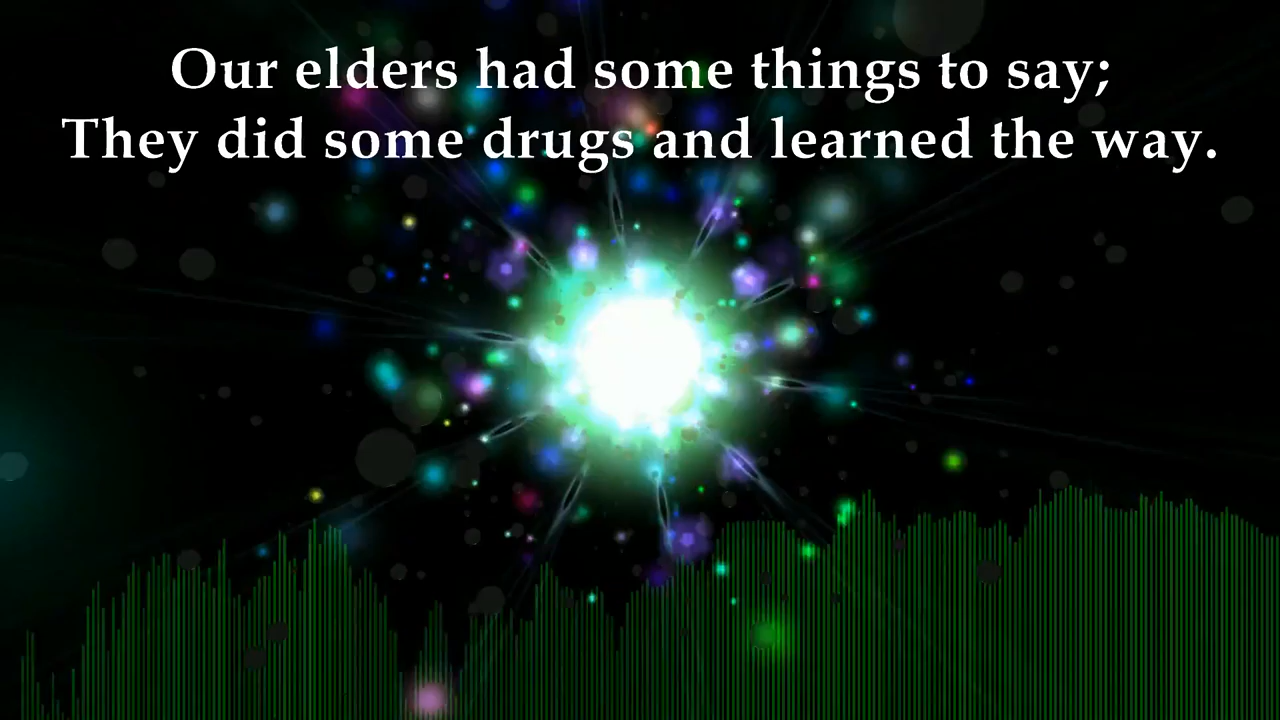 Our elders had some things to say;
They did some drugs and learned the way.